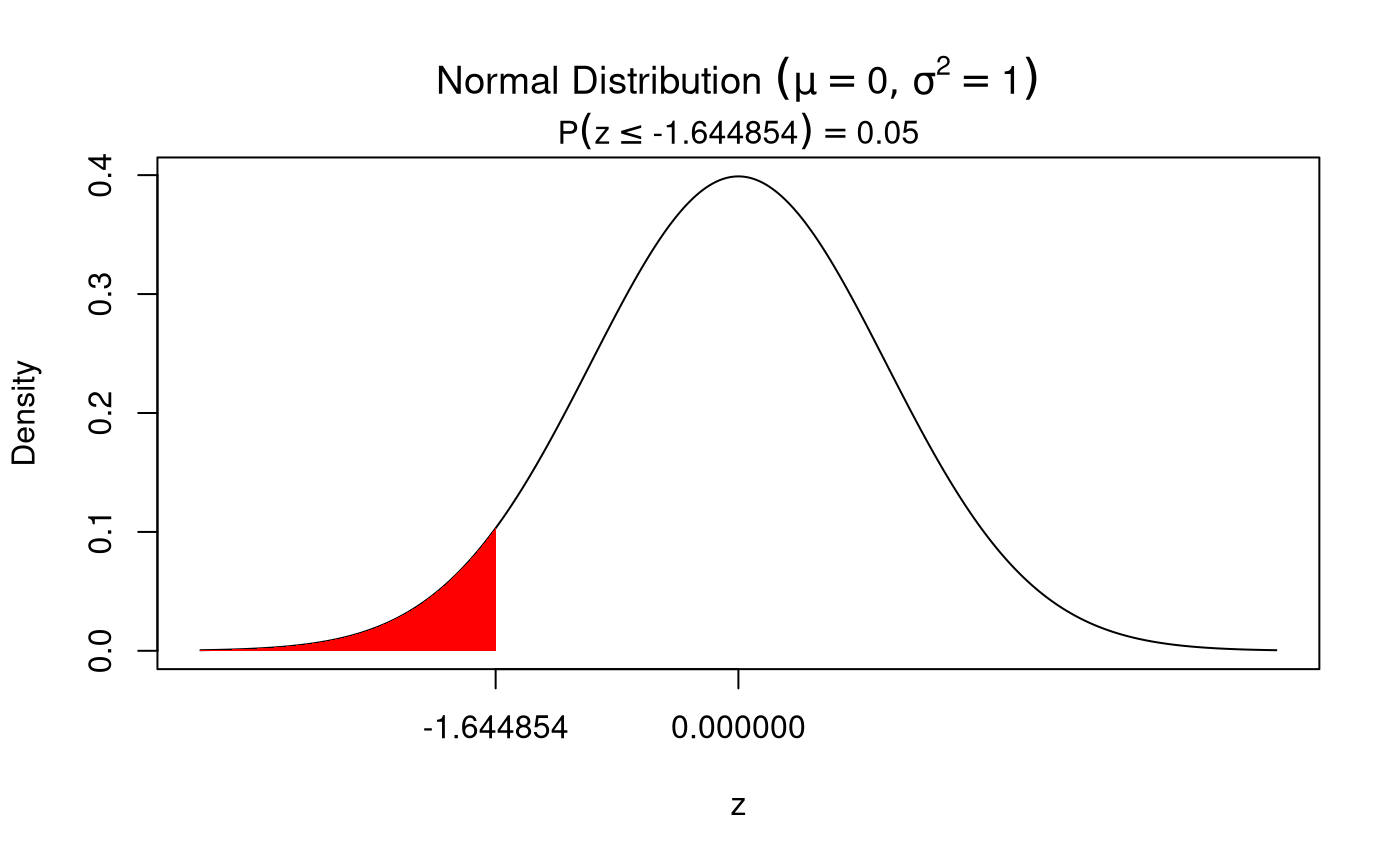 Normal Distribution (μ = 0, σ² = 1)
P(z ≤ -1.644854) = 0.05
Density
0.4
0.3
0.2
0.1
0.0
-1.644854 0.000000
z